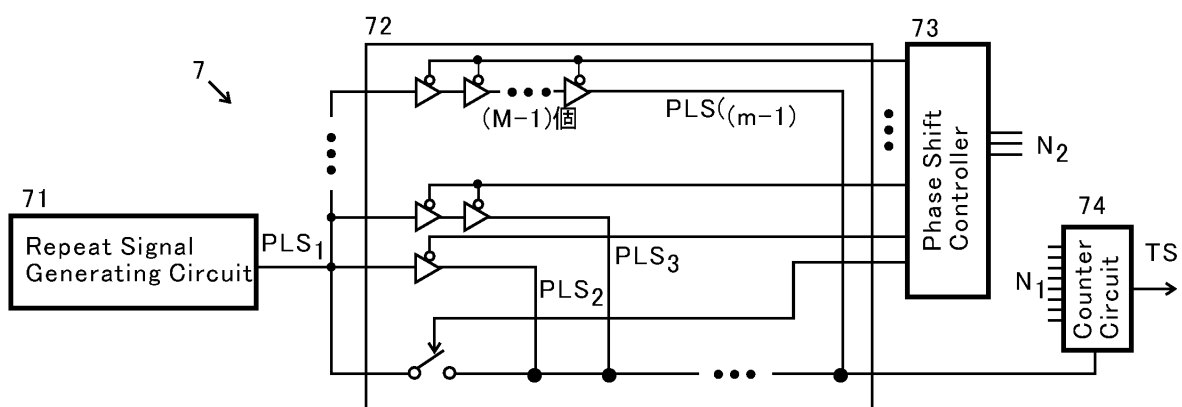 72
73
7
(M-1)個
PLS((m-1)
Phase Shift
Controller
N2
71
Repeat Signal
Generating Circuit
PLS1
PLS3
PLS2
74
N1
Counter
Circuit
TS